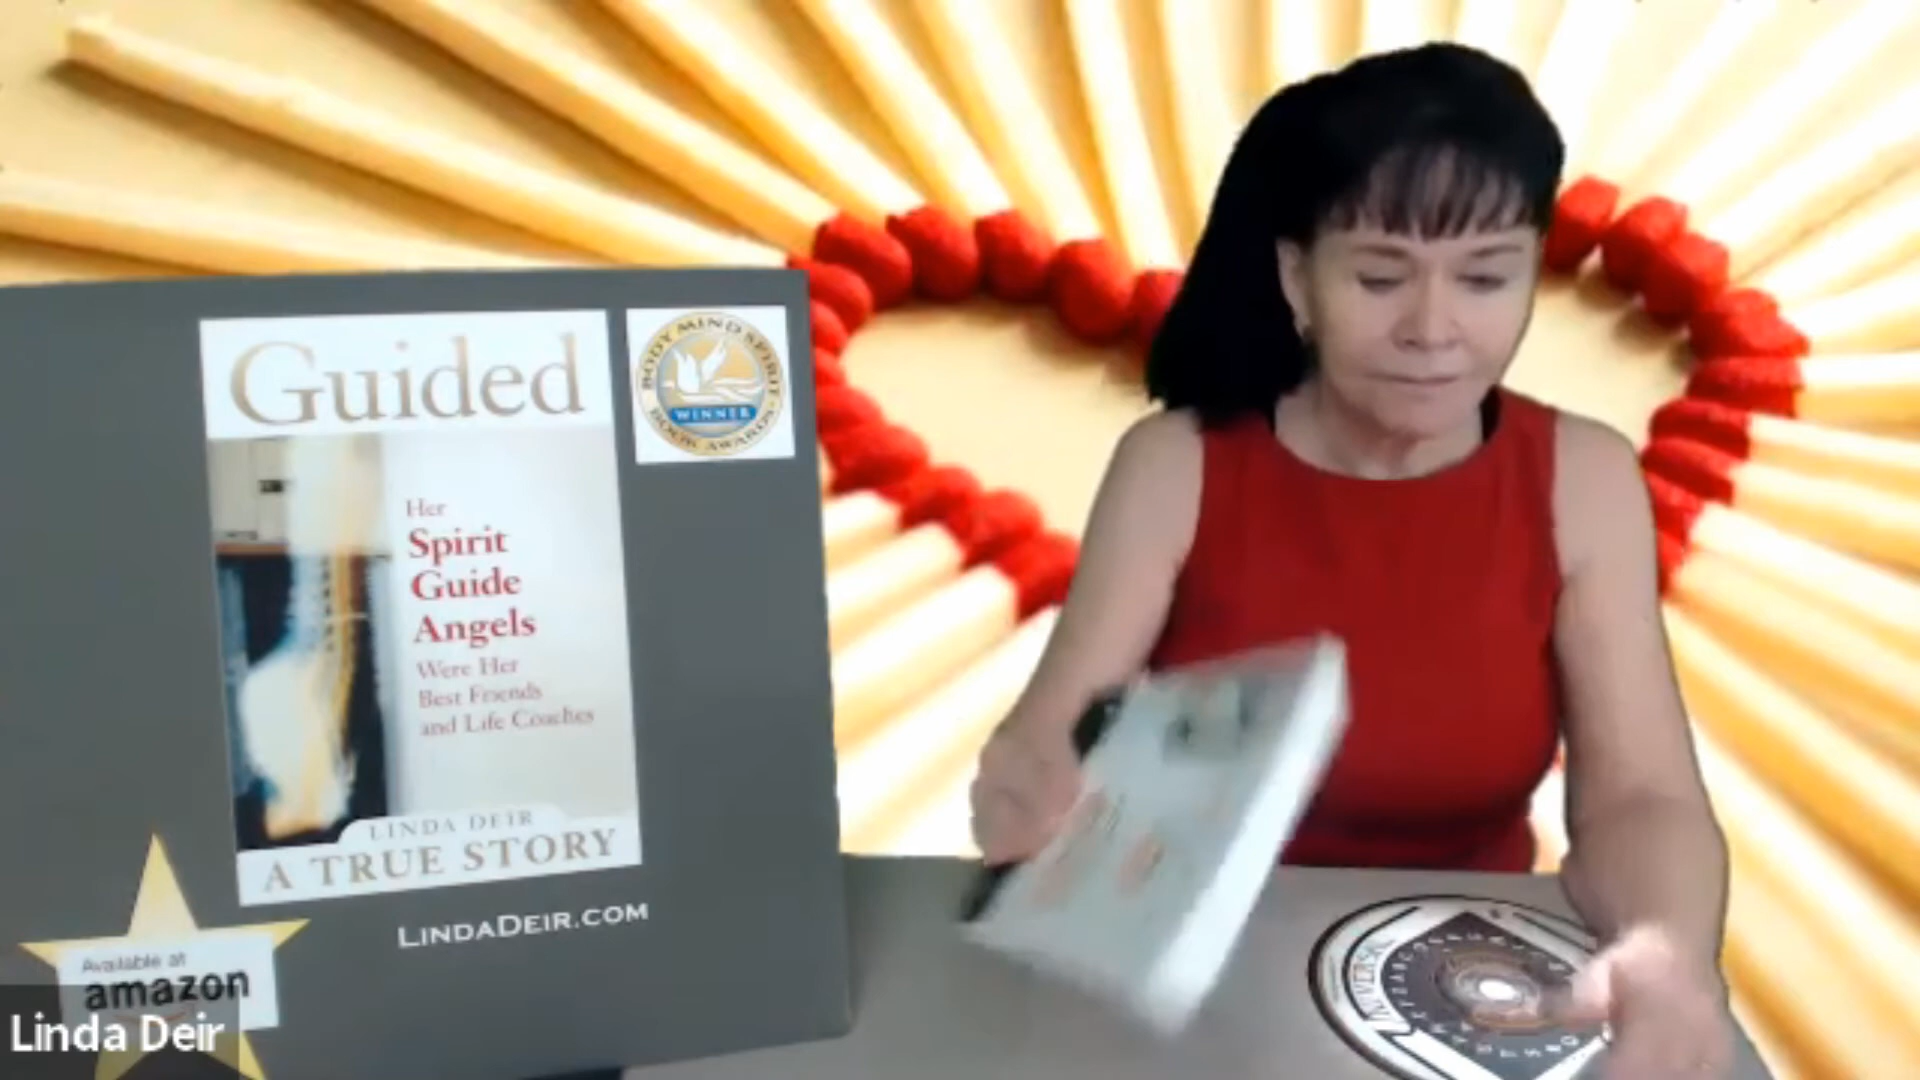 Guided
BODY MIND SPIRIT
WINNER
BOOK AWARDS
Her
Spirit
Guide
Angels
Were Her
Best Friends
and Life Coaches
LINDA DEIR
A TRUE STORY
LINDADEIR.COM
Available at
amazon
Linda Deir